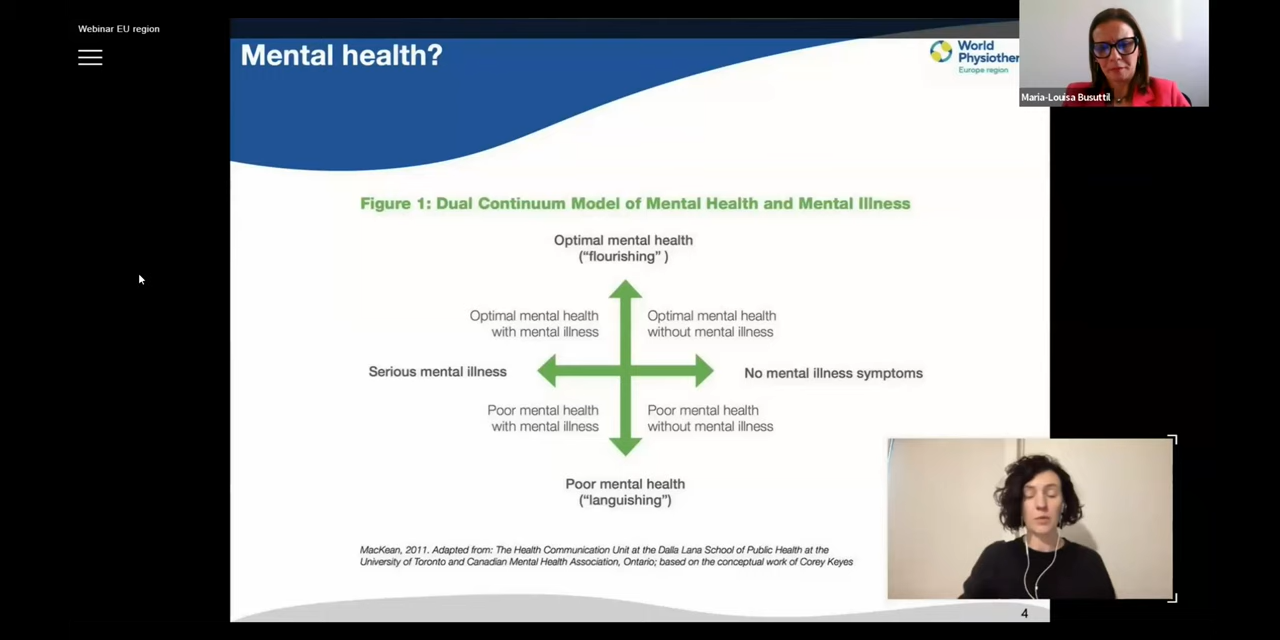 Webinar EU region
Mental health?
World
Physiother
Europe region
Maria-Louisa Busuttil
Figure 1: Dual Continuum Model of Mental Health and Mental Illness
Optimal mental health
(“flourishing” )
Optimal mental health
with mental illness
Optimal mental health
without mental illness
Serious mental illness
No mental illness symptoms
Poor mental health
with mental illness
Poor mental health
without mental illness
Poor mental health
(“languishing”)
MacKean, 2011. Adapted from: The Health Communication Unit at the Dalla Lana School of Public Health at the
University of Toronto and Canadian Mental Health Association, Ontario; based on the conceptual work of Corey Keyes
4